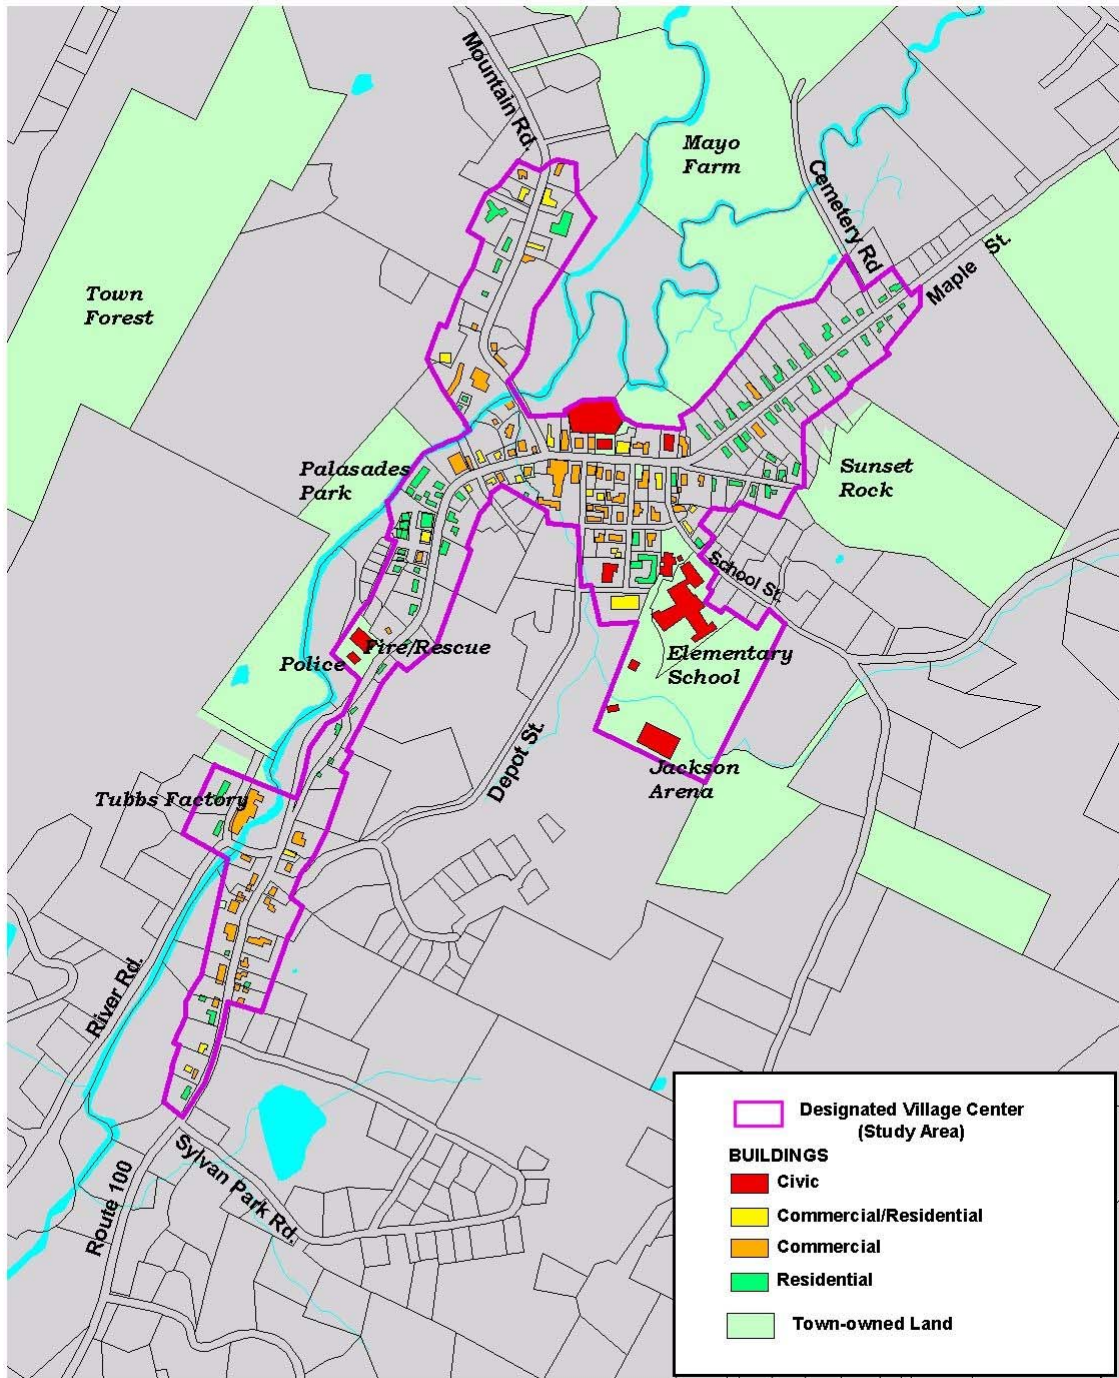 Mountain Rd.
Mayo
Farm
Cemetery Rd
Maple St.
Town
Forest
Palasades
Park
Sunset
Rock
School St.
Fire/Rescue
Police
Elementary
School
Depot St.
Jackson
Arena
Tubbs Factory
River Rd.
Sylvan Park Rd.
Route 100
Designated Village Center
(Study Area)
BUILDINGS
Civic
Commercial/Residential
Commercial
Residential
Town-owned Land